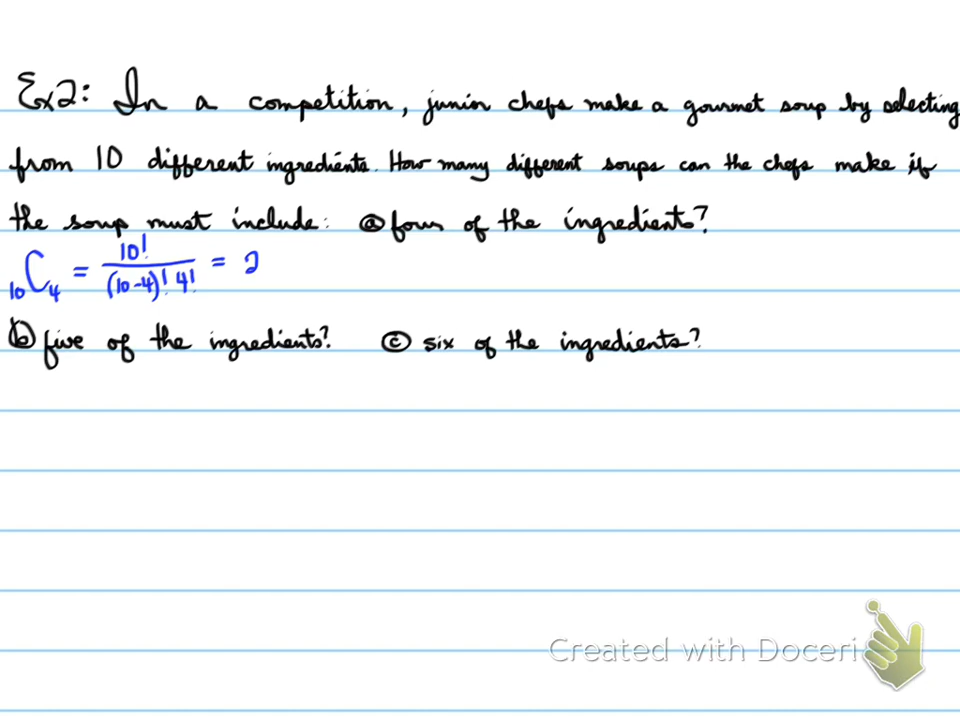 Ex2: In a competition, junior chefs make a gourmet soup by selecting
from 10 different ingredients. How many different soups can the chefs make if
the soup must include: ⓐ four of the ingredients?
₁₀C₄ = 10!/((10-4)! 4!) = 2
ⓑ five of the ingredients? ⓒ six of the ingredients?
Created with Doceri